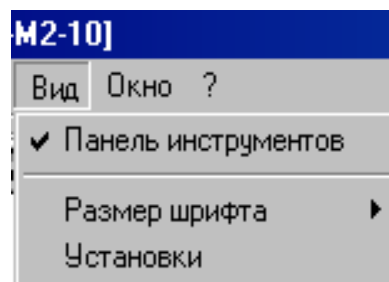 -M2-10]
Вид Окно ?
Панель инструментов
Размер шрифта
Установки